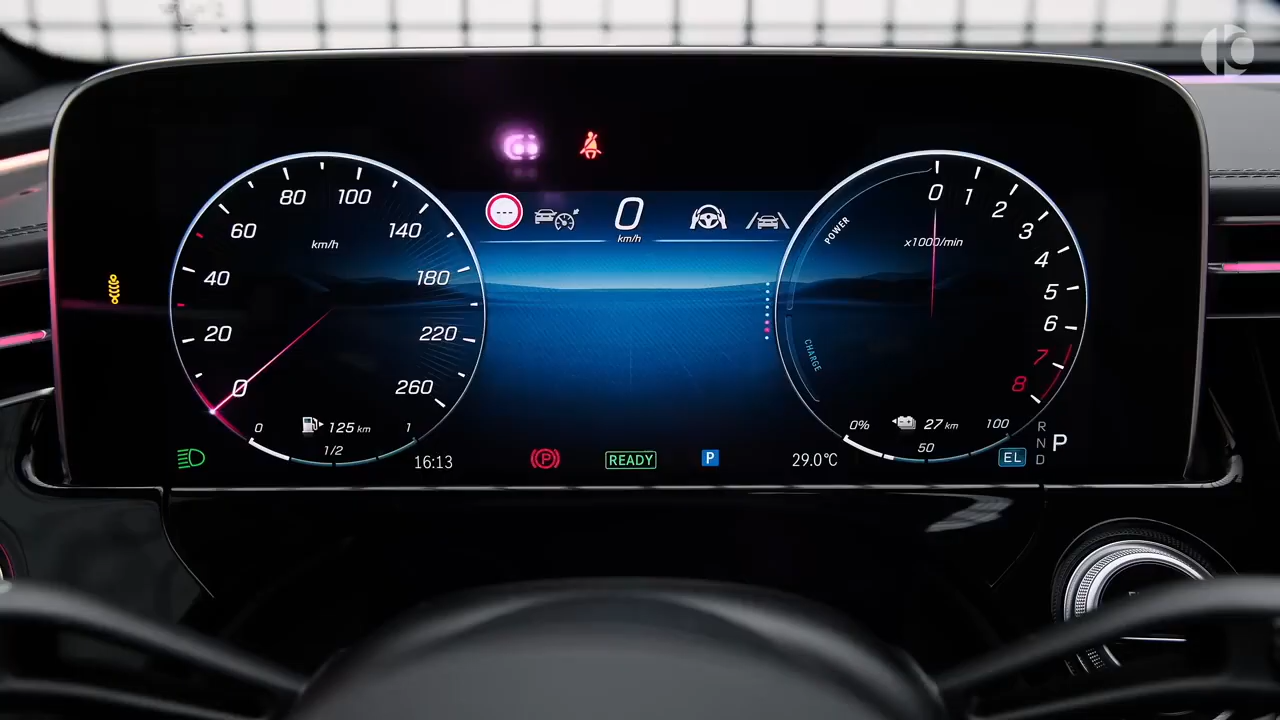 80
100
60
140
km/h
40
180
20
220
0
260
0
125 km
1
1/2
16:13
---
0
km/h
P
READY
P
29.0°C
POWER
CHARGE
0
1
2
x1000/min
3
4
5
6
7
8
0%
27 km
100
50
EL
R
N
D
P